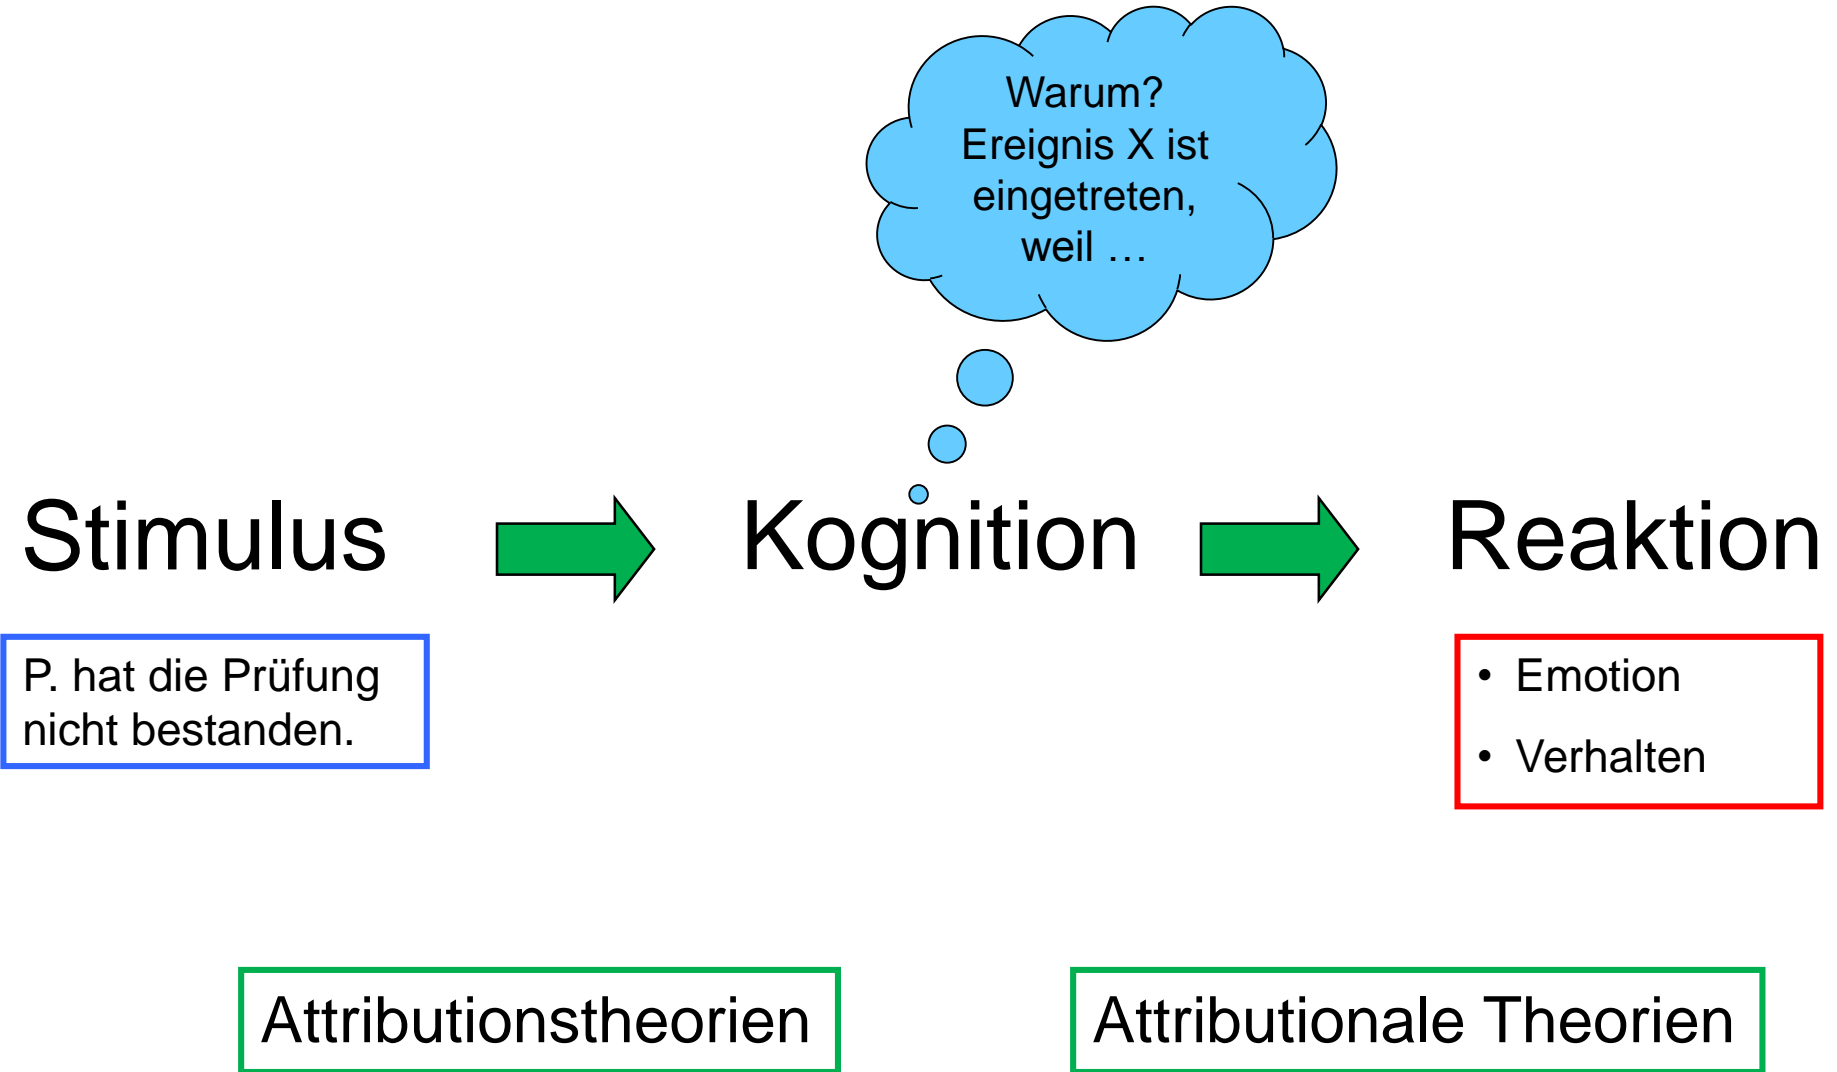 Warum?
Ereignis X ist
eingetreten,
weil …
Stimulus
Kognition
Reaktion
P. hat die Prüfung
nicht bestanden.
• Emotion
• Verhalten
Attributionstheorien
Attributionale Theorien